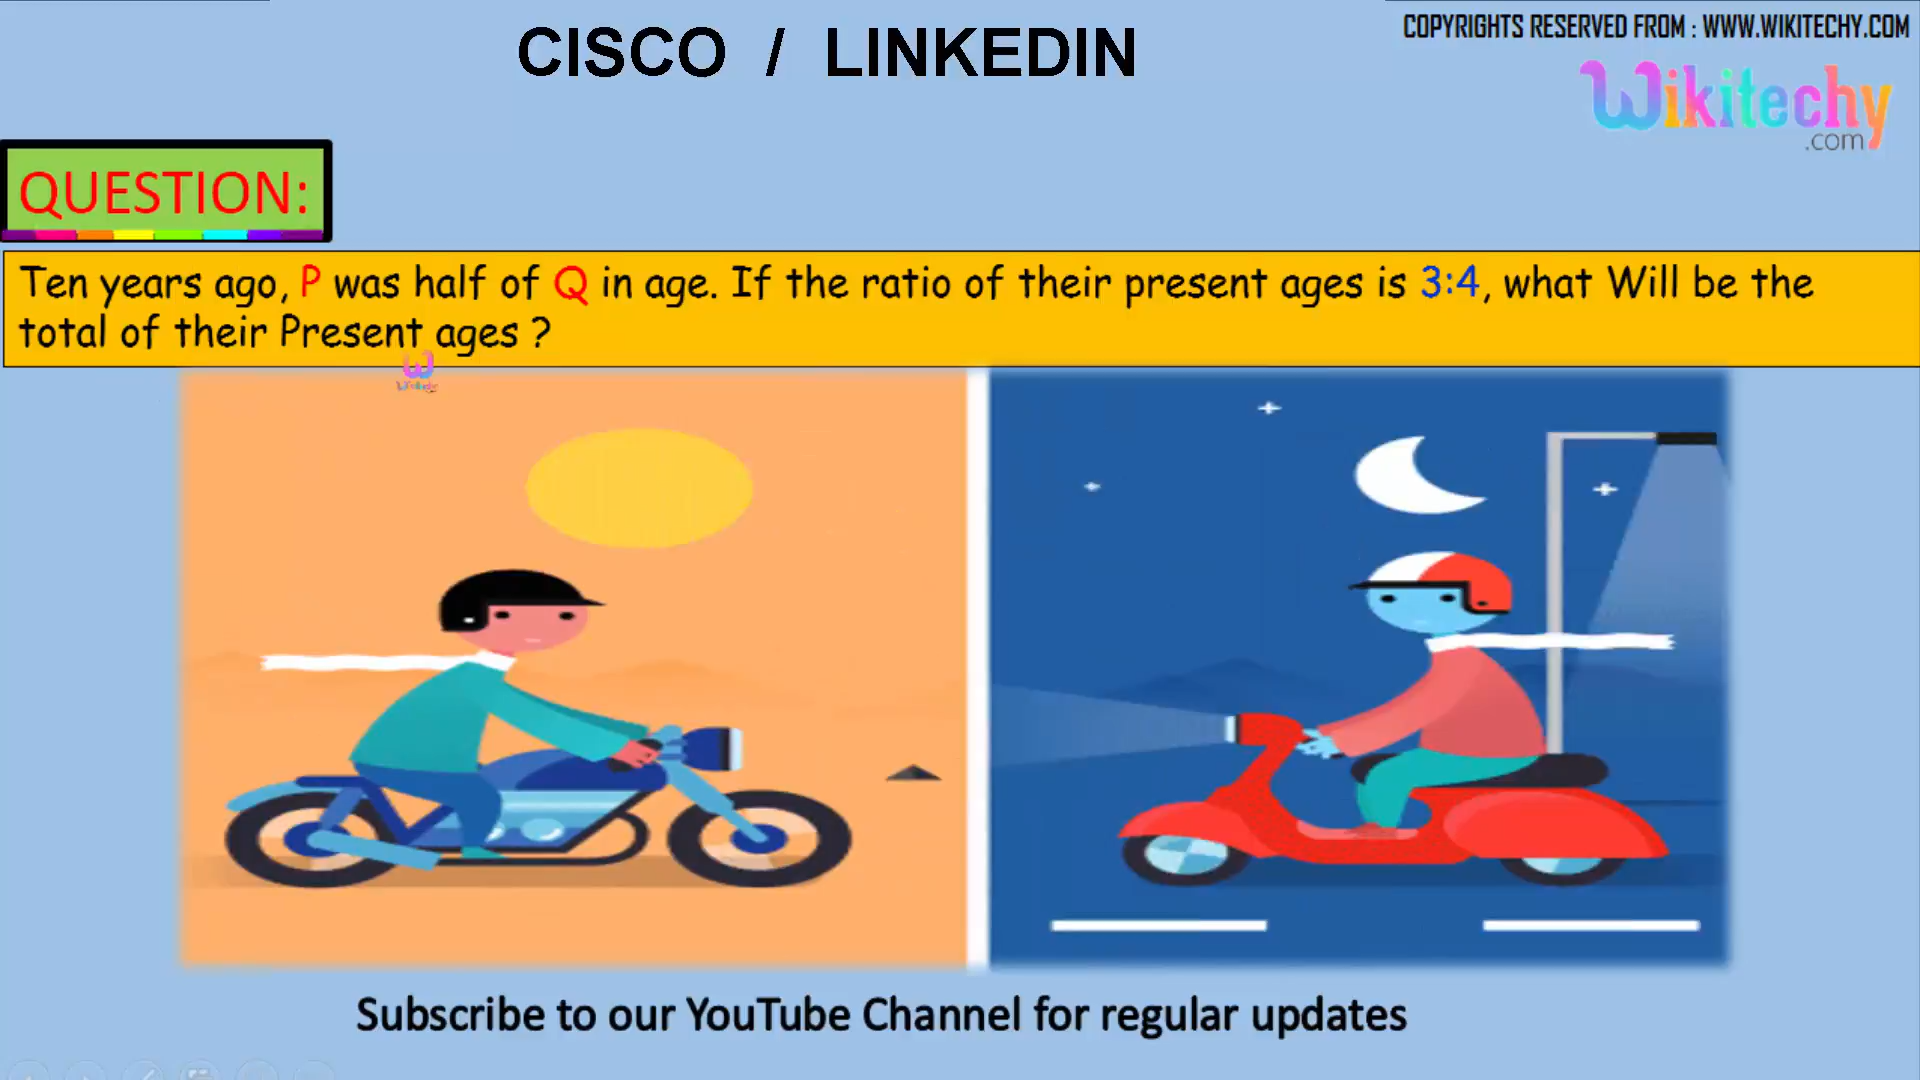 CISCO / LINKEDIN
COPYRIGHTS RESERVED FROM : WWW.WIKITECHY.COM
Wikitechy
.com
QUESTION:
Ten years ago, P was half of Q in age. If the ratio of their present ages is 3:4, what Will be the
total of their Present ages ?
Subscribe to our YouTube Channel for regular updates